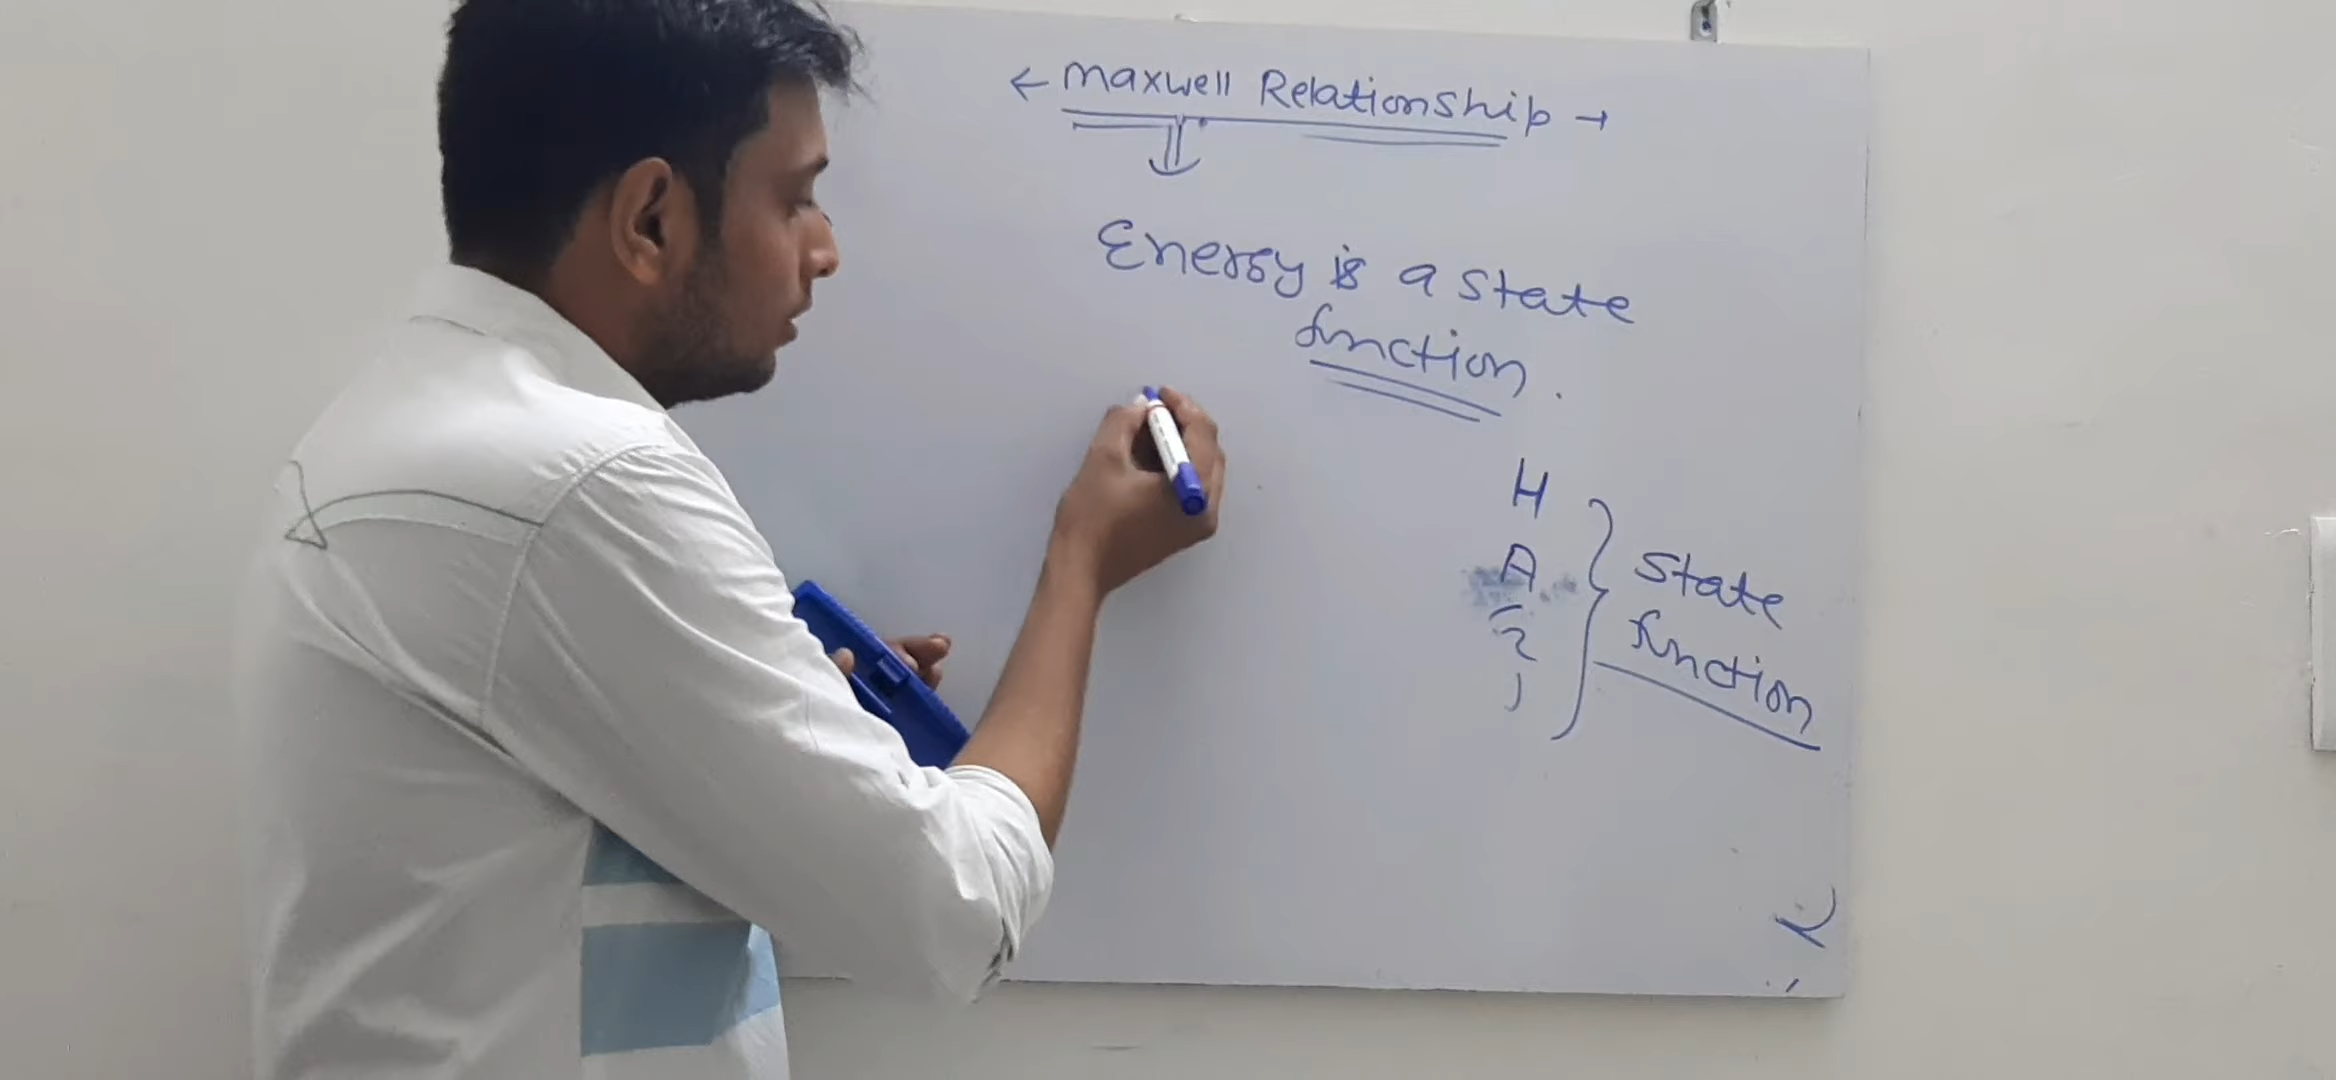 ← Maxwell Relationship →
Energy is a state
function.
H
A
State
function